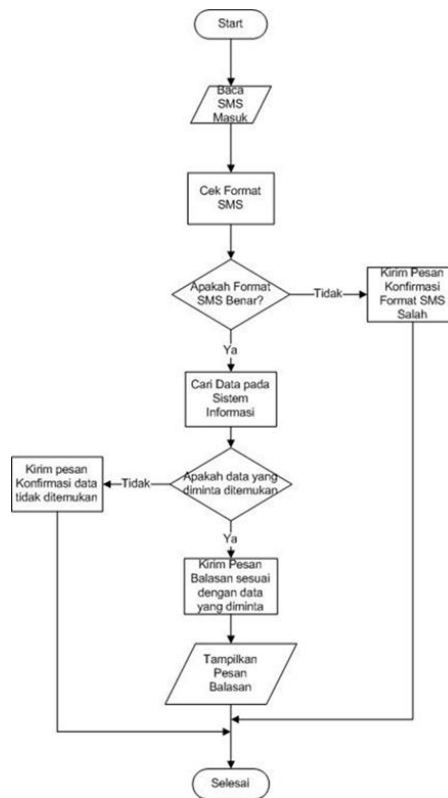 Start
Baca
SMS
Masuk
Cek Format
SMS
Apakah Format
SMS Benar?
Tidak
Kirim Pesan
Konfirmasi
Format SMS
Salah
Ya
Cari Data pada
Sistem
Informasi
Apakah data yang
diminta ditemukan
Tidak
Kirim pesan
Konfirmasi data
tidak ditemukan
Ya
Kirim Pesan
Balasan sesuai
dengan data
yang diminta
Tampilkan
Pesan
Balasan
Selesai